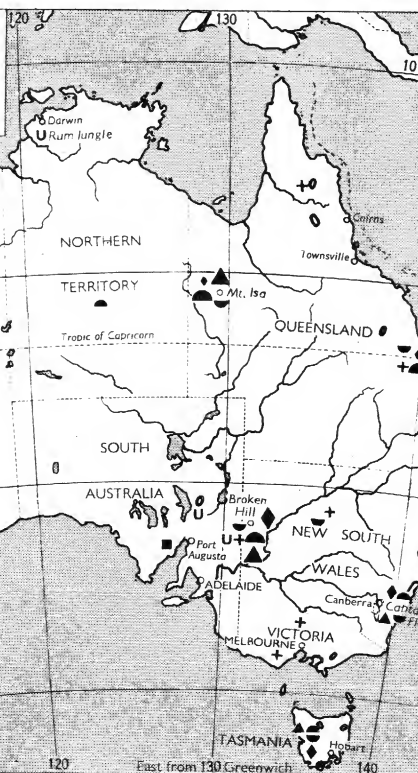 120
130
10
Darwin
U Rum Jungle
Cairns
NORTHERN
Townsville
TERRITORY
Mt. Isa
QUEENSLAND
Tropic of Capricorn
SOUTH
AUSTRALIA
Broken
Hill
U
NEW SOUTH
U
Port
Augusta
WALES
ADELAIDE
Canberra
VICTORIA
MELBOURNE
TASMANIA
Hobart
120
East from 130 Greenwich
140